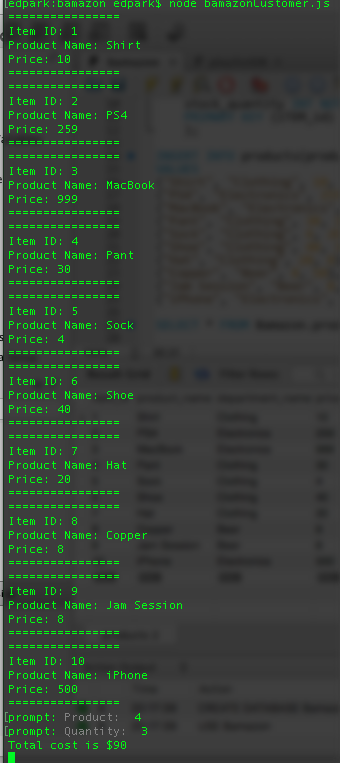 [edpark:bamazon edpark$ node bamazonCustomer.js
================
Item ID: 1
Product Name: Shirt
Price: 10
================
================
Item ID: 2
Product Name: PS4
Price: 259
================
================
Item ID: 3
Product Name: MacBook
Price: 999
================
================
Item ID: 4
Product Name: Pant
Price: 30
================
================
Item ID: 5
Product Name: Sock
Price: 4
================
================
Item ID: 6
Product Name: Shoe
Price: 40
================
================
Item ID: 7
Product Name: Hat
Price: 20
================
================
Item ID: 8
Product Name: Copper
Price: 8
================
================
Item ID: 9
Product Name: Jam Session
Price: 8
================
================
Item ID: 10
Product Name: iPhone
Price: 500
================
[prompt: Product:  4
[prompt: Quantity:  3
Total cost is $90